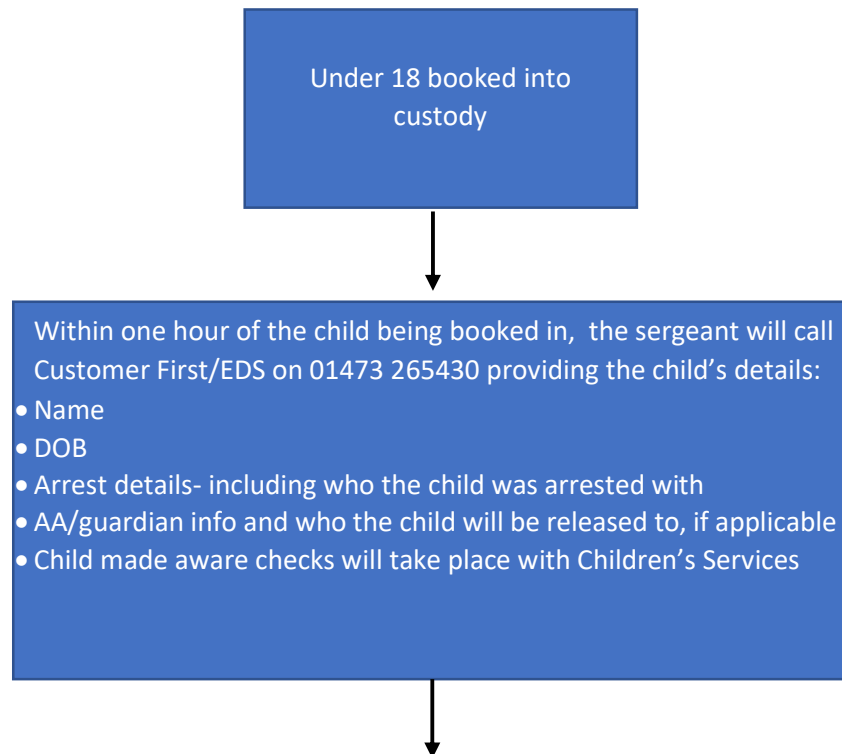 Under 18 booked into
custody
Within one hour of the child being booked in,  the sergeant will call
Customer First/EDS on 01473 265430 providing the child’s details:
• Name
• DOB
• Arrest details- including who the child was arrested with
• AA/guardian info and who the child will be released to, if applicable
• Child made aware checks will take place with Children’s Services